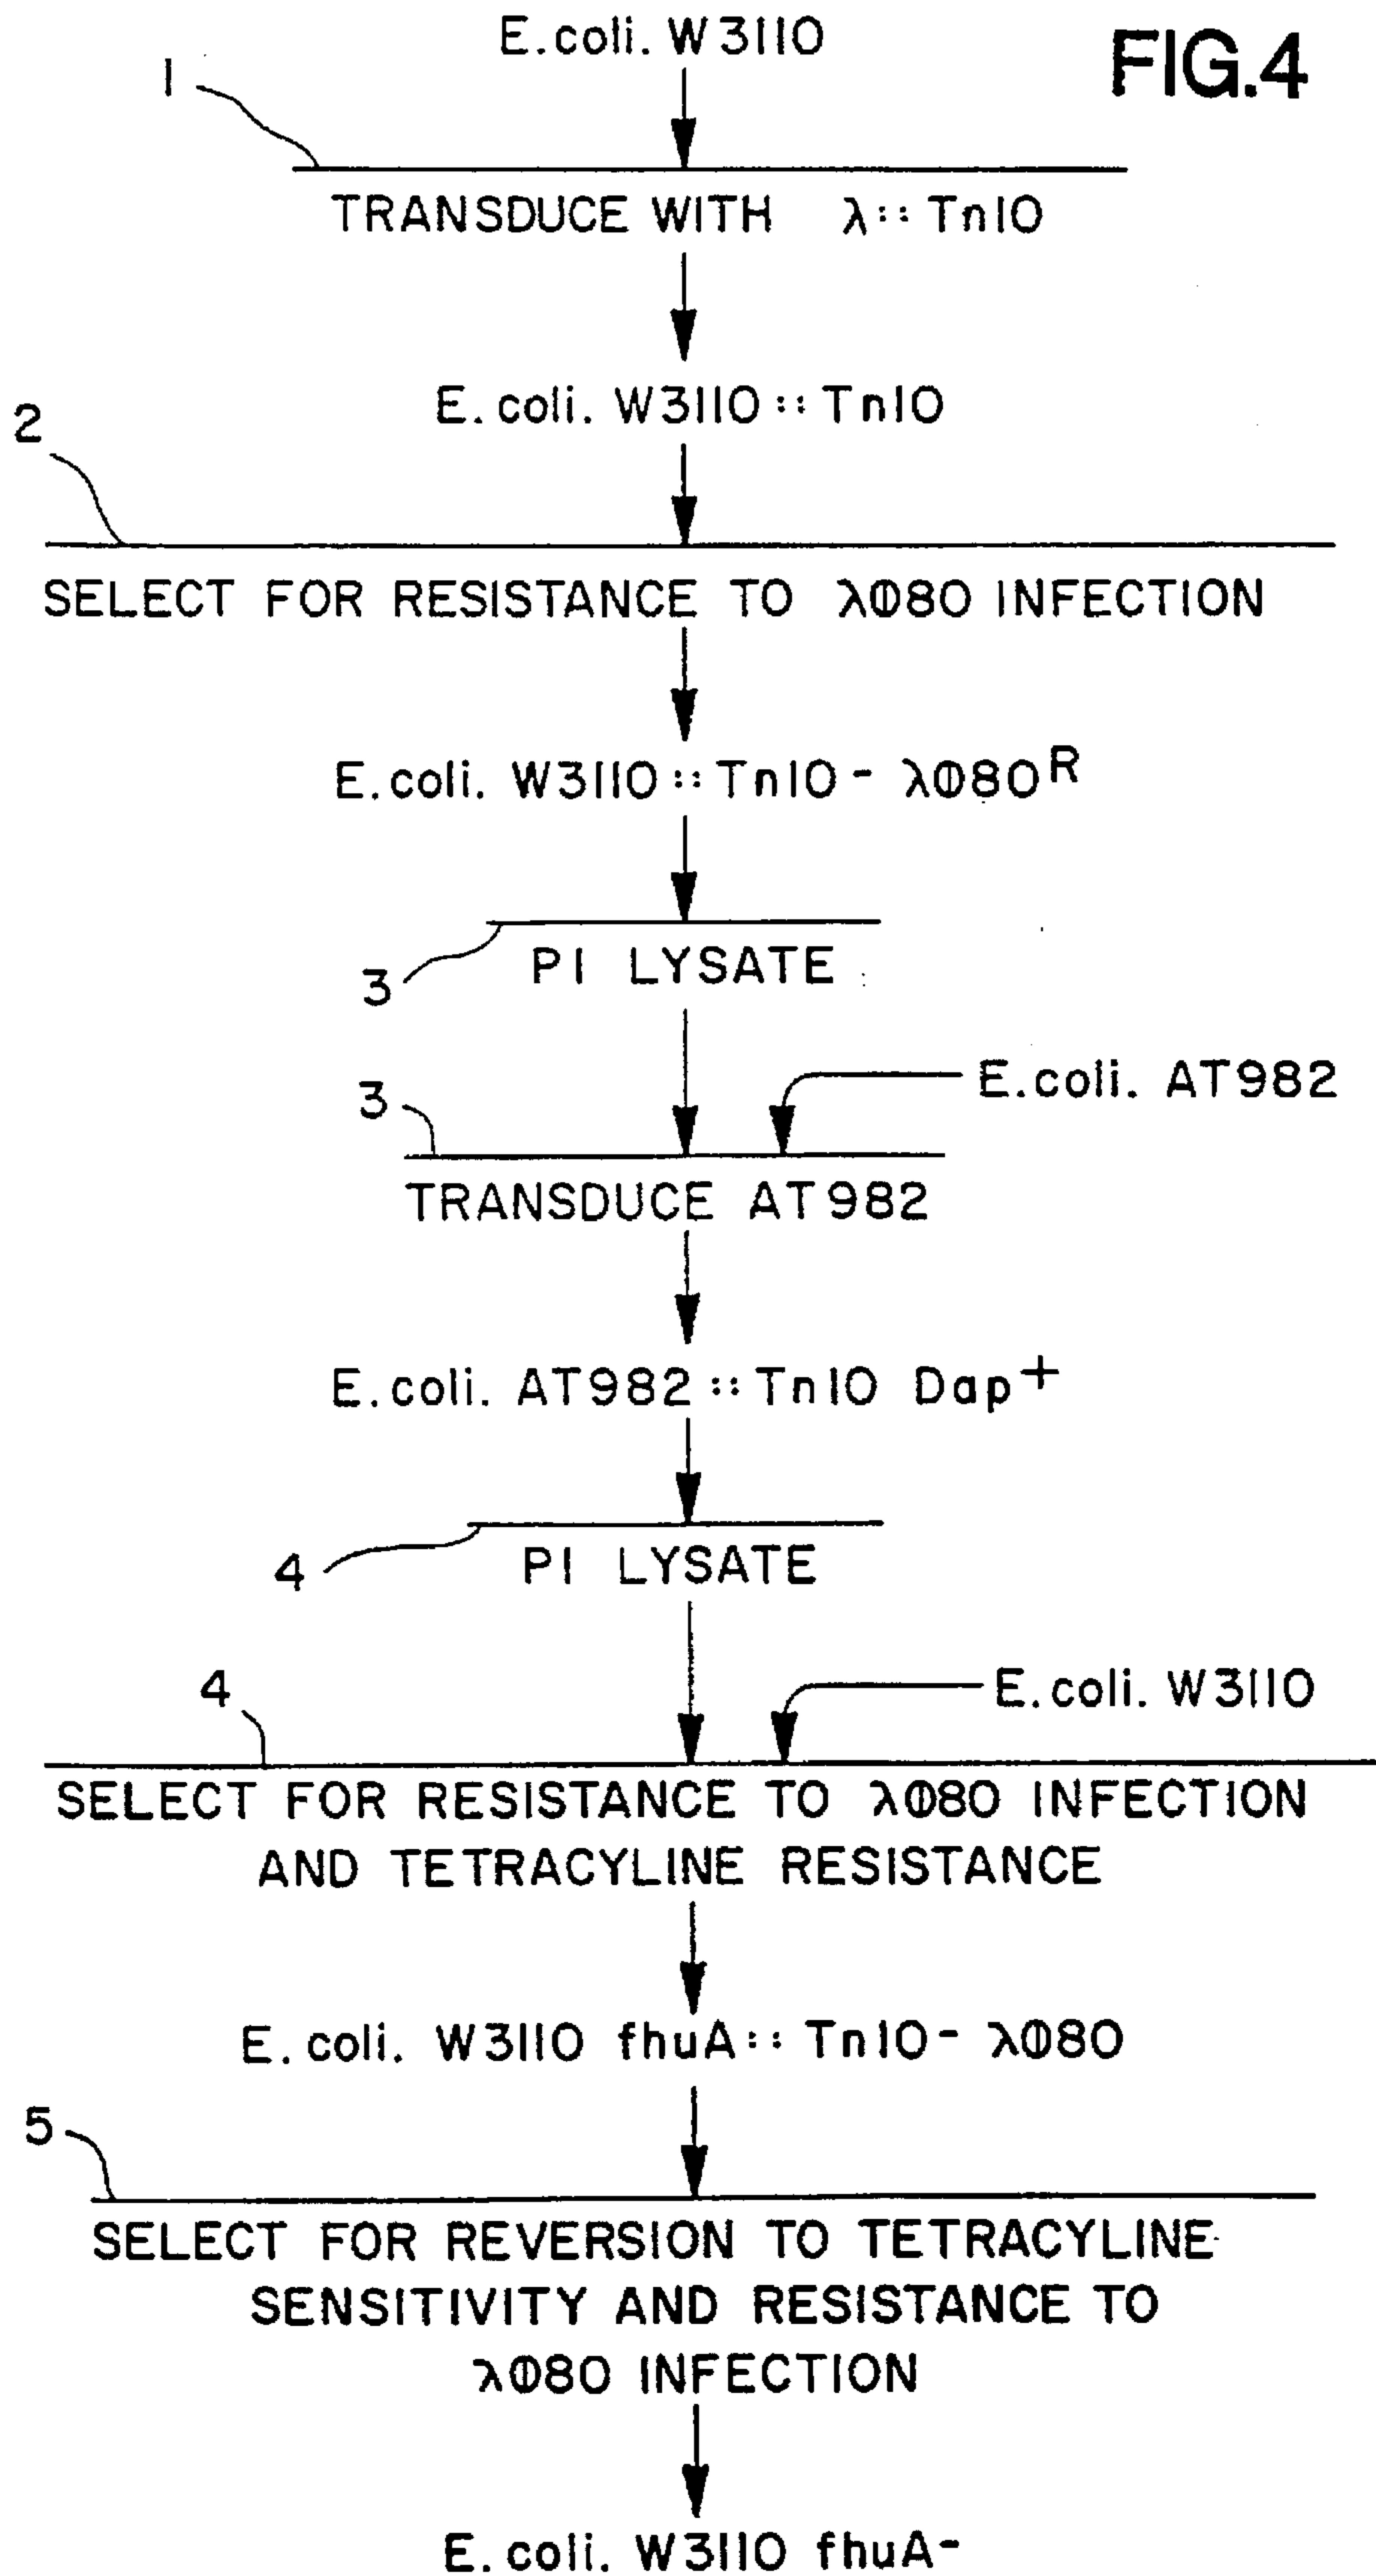 E.coli. W3110
FIG.4
1
TRANSDUCE WITH λ::Tn10
E.coli. W3110::Tn10
2
SELECT FOR RESISTANCE TO λΦ80 INFECTION
E.coli. W3110::Tn10- λΦ80R
3
P1 LYSATE
E.coli. AT982
3
TRANSDUCE AT982
E.coli. AT982::Tn10 Dap+
4
P1 LYSATE
E.coli. W3110
4
SELECT FOR RESISTANCE TO λΦ80 INFECTION
AND TETRACYLINE RESISTANCE
E.coli. W3110 fhuA::Tn10- λΦ80
5
SELECT FOR REVERSION TO TETRACYLINE
SENSITIVITY AND RESISTANCE TO
λΦ80 INFECTION
E.coli. W3110 fhuA-